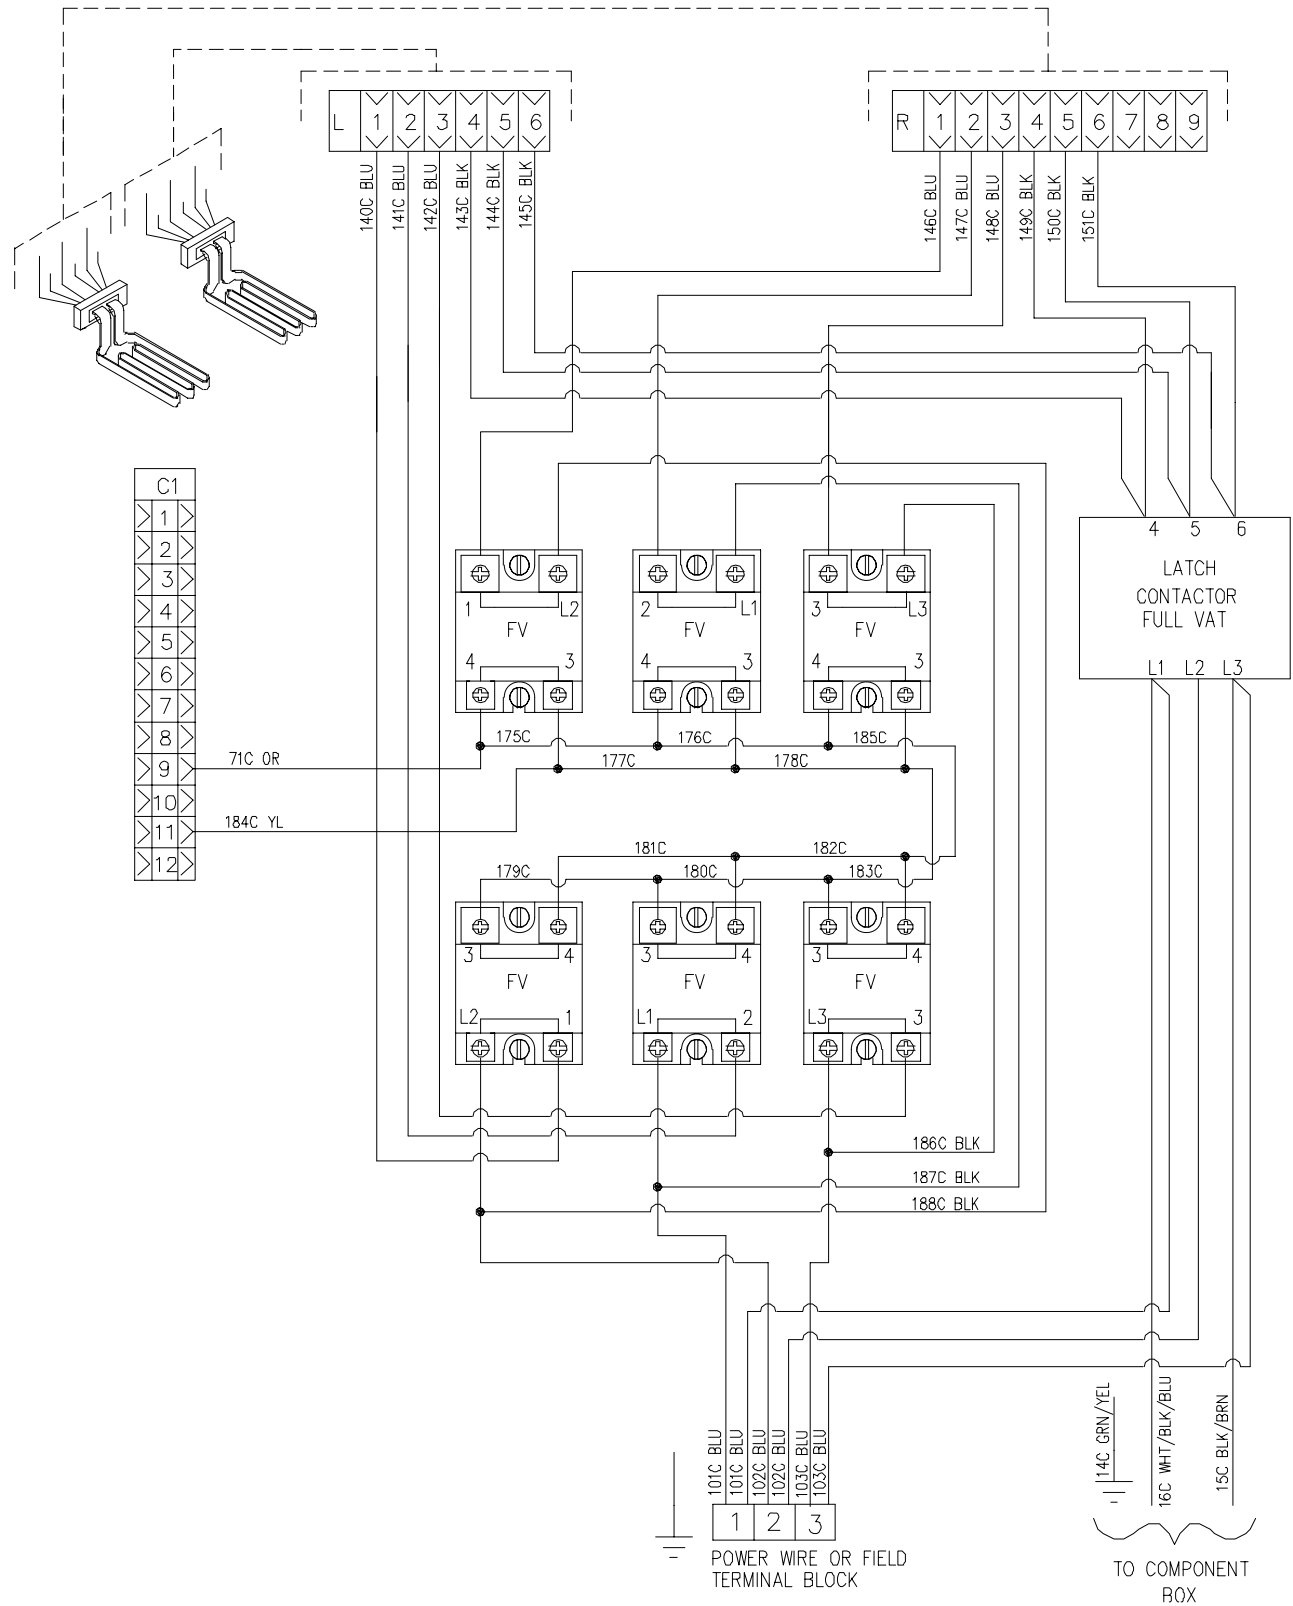 L 1 2 3 4 5 6
R 1 2 3 4 5 6 7 8 9
140C BLU
141C BLU
142C BLU
143C BLK
144C BLK
145C BLK
146C BLU
147C BLU
148C BLU
149C BLK
150C BLK
151C BLK
C1
1
2
3
4
5
6
7
8
9
10
11
12
71C OR
184C YL
1 L2
FV
4 3
2 L1
FV
4 3
3 L3
FV
4 3
4 5 6
LATCH
CONTACTOR
FULL VAT
L1 L2 L3
175C
176C
185C
177C
178C
181C
182C
179C
180C
183C
3 4
FV
L2 1
3 4
FV
L1 2
3 4
FV
L3 3
186C BLK
187C BLK
188C BLK
101C BLU
101C BLU
102C BLU
102C BLU
103C BLU
103C BLU
14C GRN/YEL
16C WHT/BLK/BLU
15C BLK/BRN
1 2 3
POWER WIRE OR FIELD
TERMINAL BLOCK
TO COMPONENT
BOX